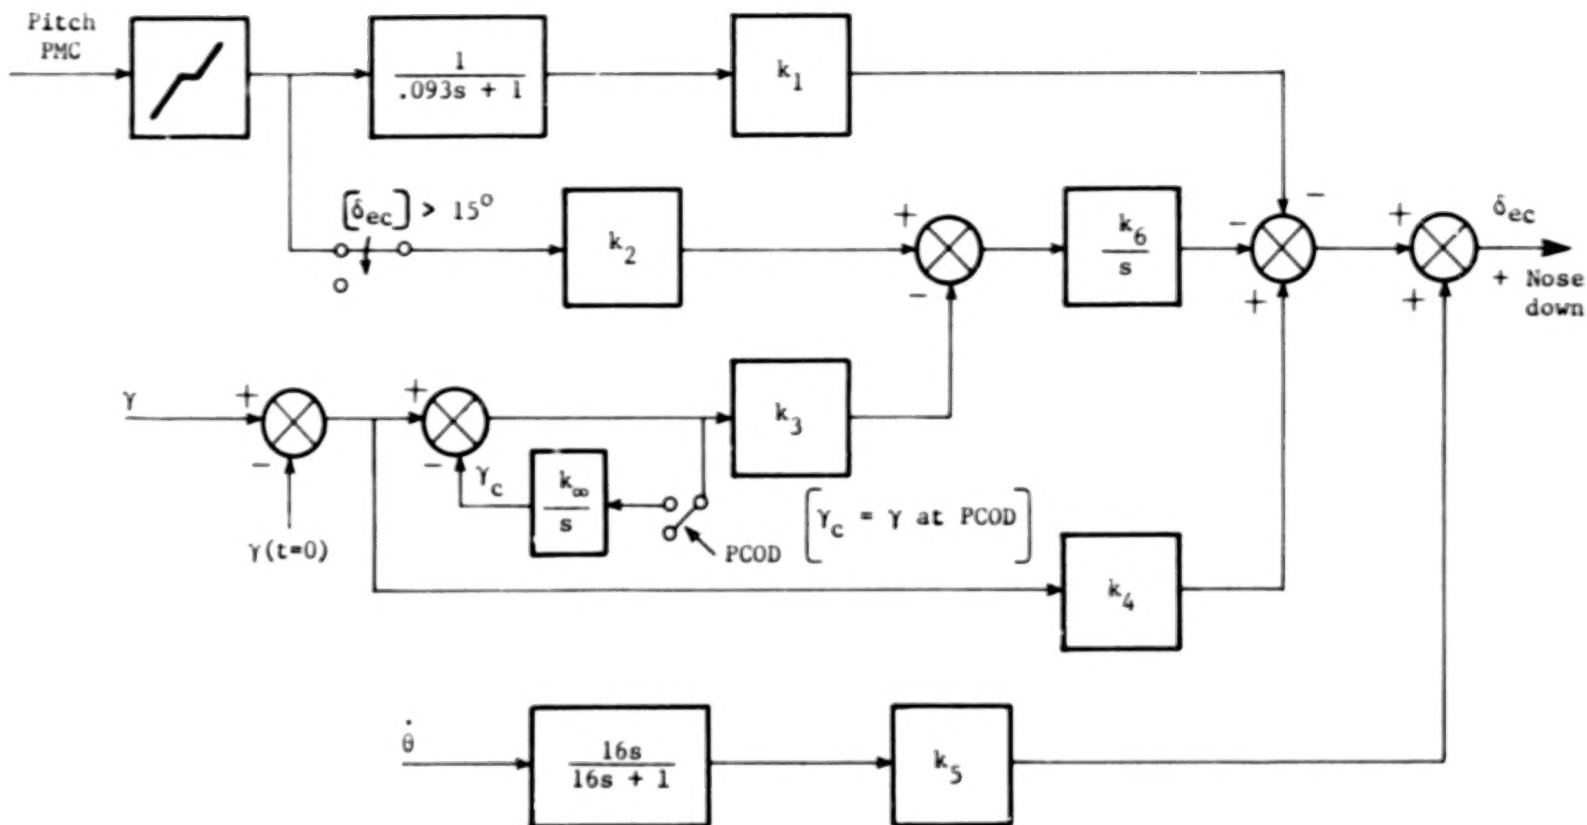 Pitch
PMC
1
.093s + 1
k1
-
[δec] > 15°
k2
+
-
k6
s
-
+
+
+
δec
+ Nose
down
γ
+
-
γ(t=0)
+
-
γc
k∞
s
k3
PCOD
[γc = γ at PCOD]
k4
θ̇
16s
16s + 1
k5